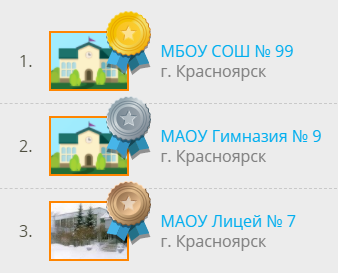 1.
МБОУ СОШ № 99
г. Красноярск
2.
МАОУ Гимназия № 9
г. Красноярск
3.
МАОУ Лицей № 7
г. Красноярск